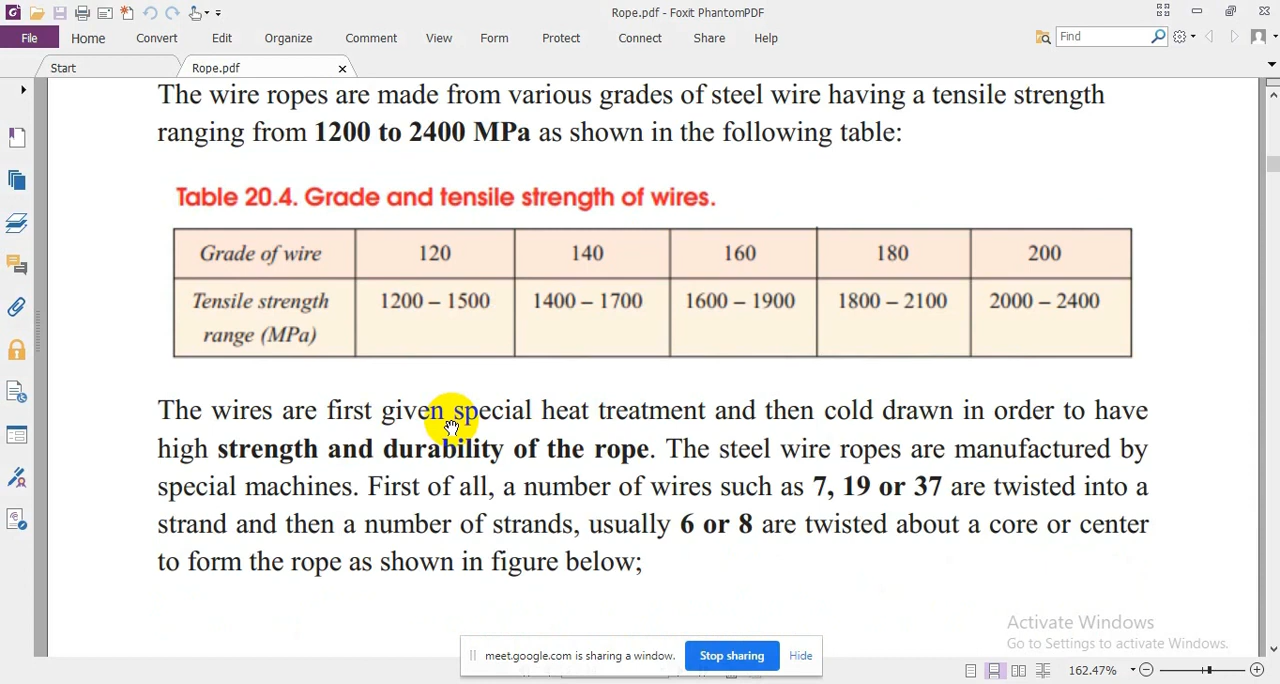 Rope.pdf - Foxit PhantomPDF
File Home Convert Edit Organize Comment View Form Protect Connect Share Help Find
Start Rope.pdf
The wire ropes are made from various grades of steel wire having a tensile strength
ranging from 1200 to 2400 MPa as shown in the following table:
Table 20.4. Grade and tensile strength of wires.
Grade of wire 120 140 160 180 200
Tensile strength 1200 – 1500 1400 – 1700 1600 – 1900 1800 – 2100 2000 – 2400
range (MPa)
The wires are first given special heat treatment and then cold drawn in order to have
high strength and durability of the rope. The steel wire ropes are manufactured by
special machines. First of all, a number of wires such as 7, 19 or 37 are twisted into a
strand and then a number of strands, usually 6 or 8 are twisted about a core or center
to form the rope as shown in figure below;
Activate Windows
Go to Settings to activate Windows.
meet.google.com is sharing a window. Stop sharing Hide
162.47%